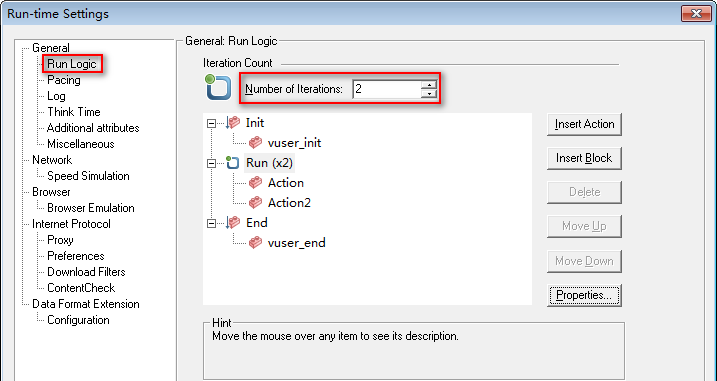 Run-time Settings
General
Run Logic
Pacing
Log
Think Time
Additional attributes
Miscellaneous
Network
Speed Simulation
Browser
Browser Emulation
Internet Protocol
Proxy
Preferences
Download Filters
ContentCheck
Data Format Extension
Configuration
General: Run Logic
Iteration Count
Number of Iterations: 2
Init
vuser_init
Run (x2)
Action
Action2
End
vuser_end
Insert Action
Insert Block
Delete
Move Up
Move Down
Properties...
Hint
Move the mouse over any item to see its description.